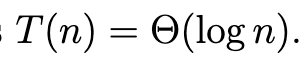 T(n) = Θ(log n).